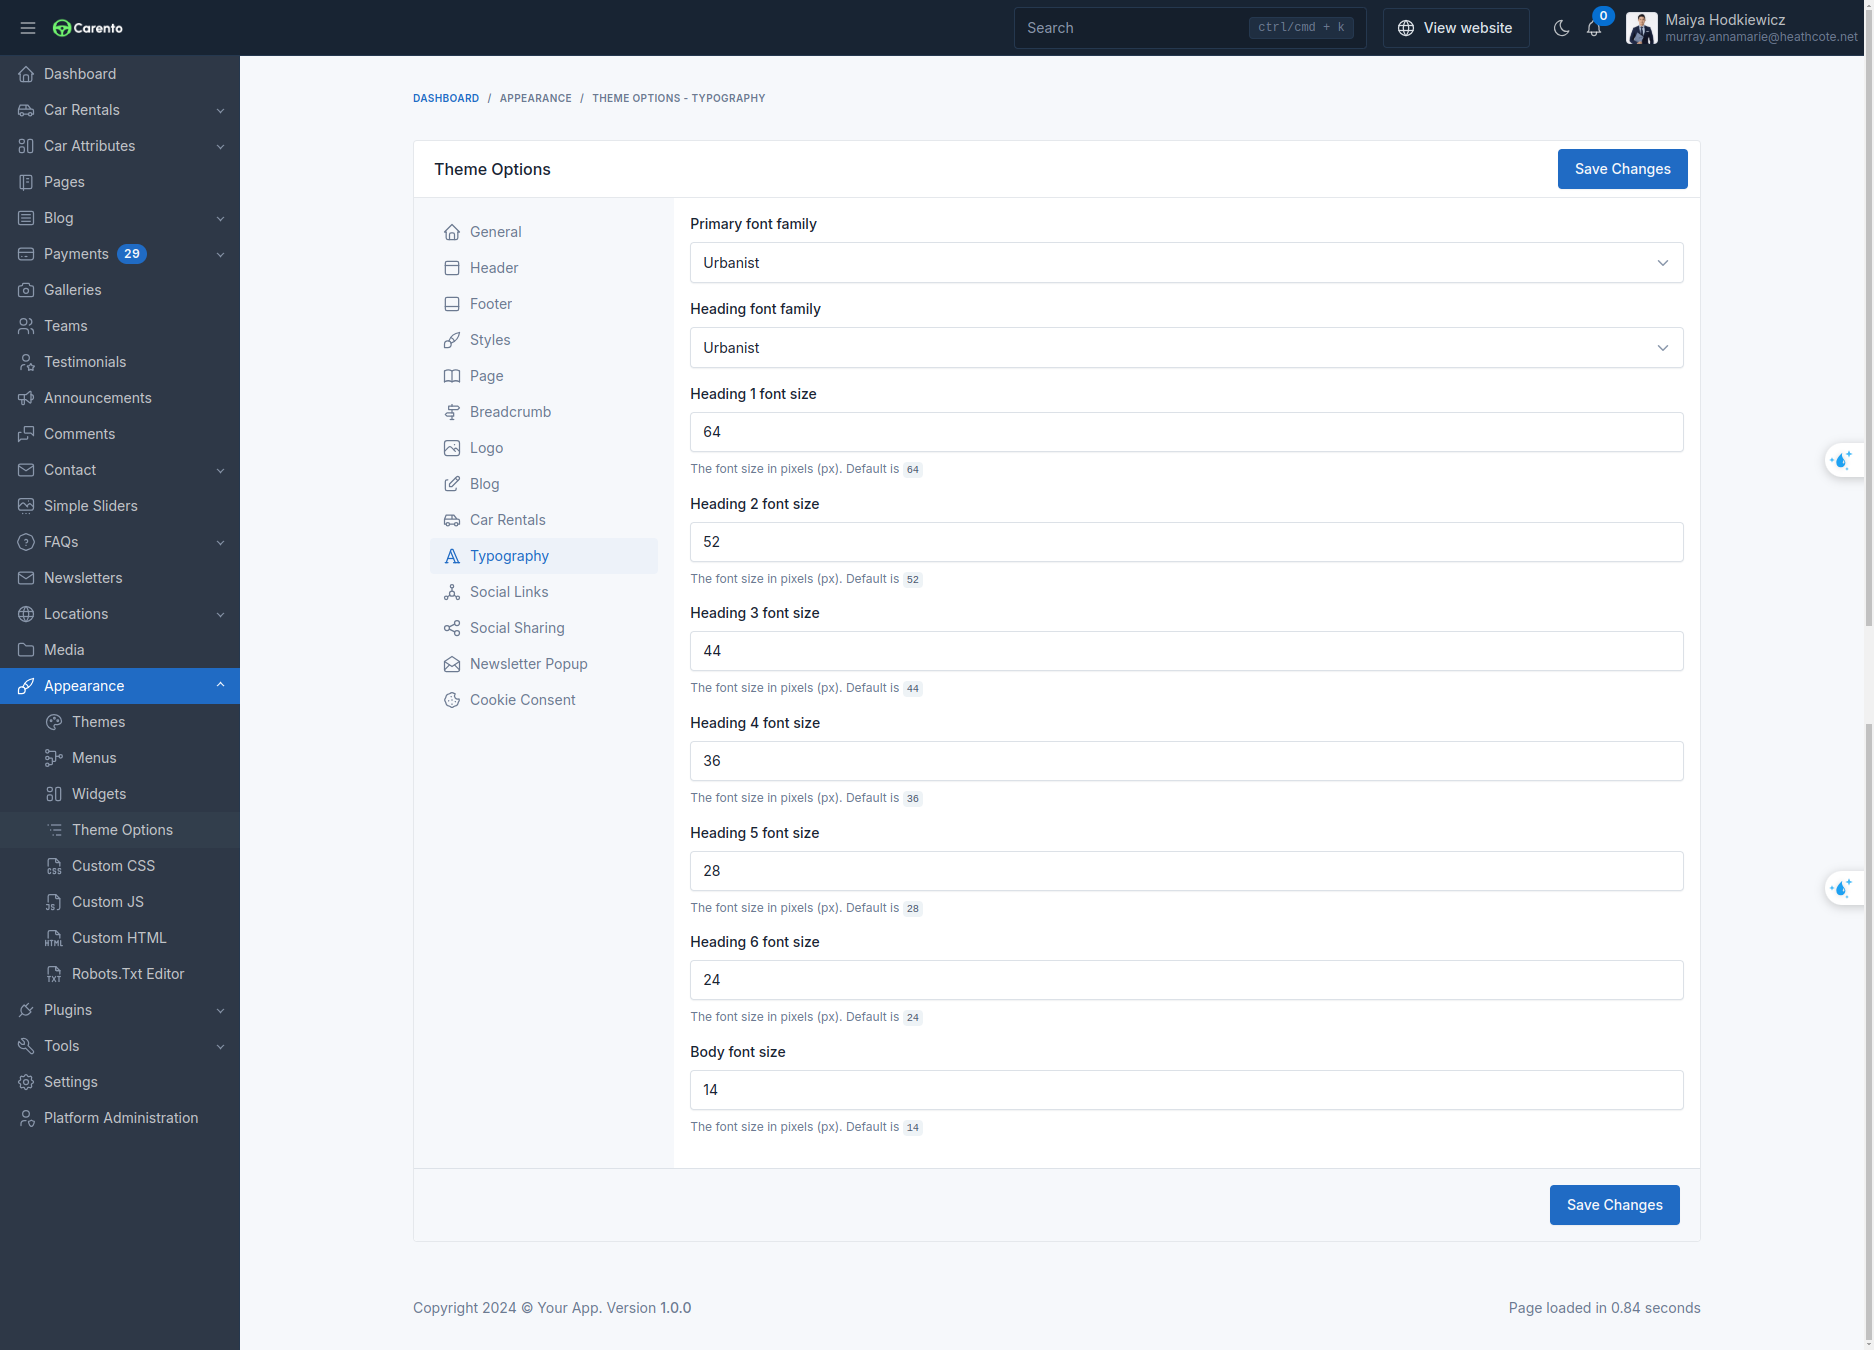 Carento
Search
ctrl/cmd + k
View website
0
Maiya Hodkiewicz
murray.annamarie@heathcote.net
Dashboard
Car Rentals
Car Attributes
Pages
Blog
Payments 29
Galleries
Teams
Testimonials
Announcements
Comments
Contact
Simple Sliders
FAQs
Newsletters
Locations
Media
Appearance
Themes
Menus
Widgets
Theme Options
Custom CSS
Custom JS
Custom HTML
Robots.Txt Editor
Plugins
Tools
Settings
Platform Administration
DASHBOARD / APPEARANCE / THEME OPTIONS - TYPOGRAPHY
Theme Options
Save Changes
General
Header
Footer
Styles
Page
Breadcrumb
Logo
Blog
Car Rentals
Typography
Social Links
Social Sharing
Newsletter Popup
Cookie Consent
Primary font family
Urbanist
Heading font family
Urbanist
Heading 1 font size
64
The font size in pixels (px). Default is 64
Heading 2 font size
52
The font size in pixels (px). Default is 52
Heading 3 font size
44
The font size in pixels (px). Default is 44
Heading 4 font size
36
The font size in pixels (px). Default is 36
Heading 5 font size
28
The font size in pixels (px). Default is 28
Heading 6 font size
24
The font size in pixels (px). Default is 24
Body font size
14
The font size in pixels (px). Default is 14
Save Changes
Copyright 2024 © Your App. Version 1.0.0
Page loaded in 0.84 seconds